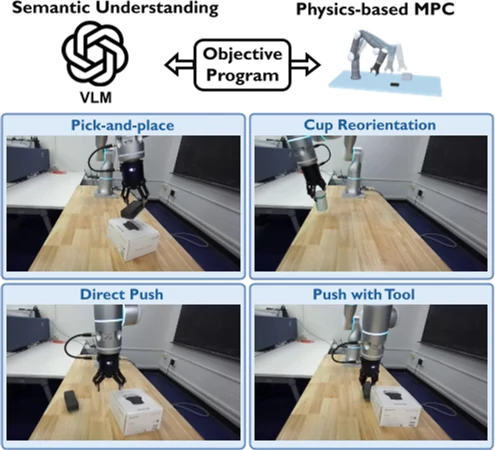 Semantic Understanding
Physics-based MPC
VLM
Objective
Program
Pick-and-place
Cup Reorientation
Direct Push
Push with Tool